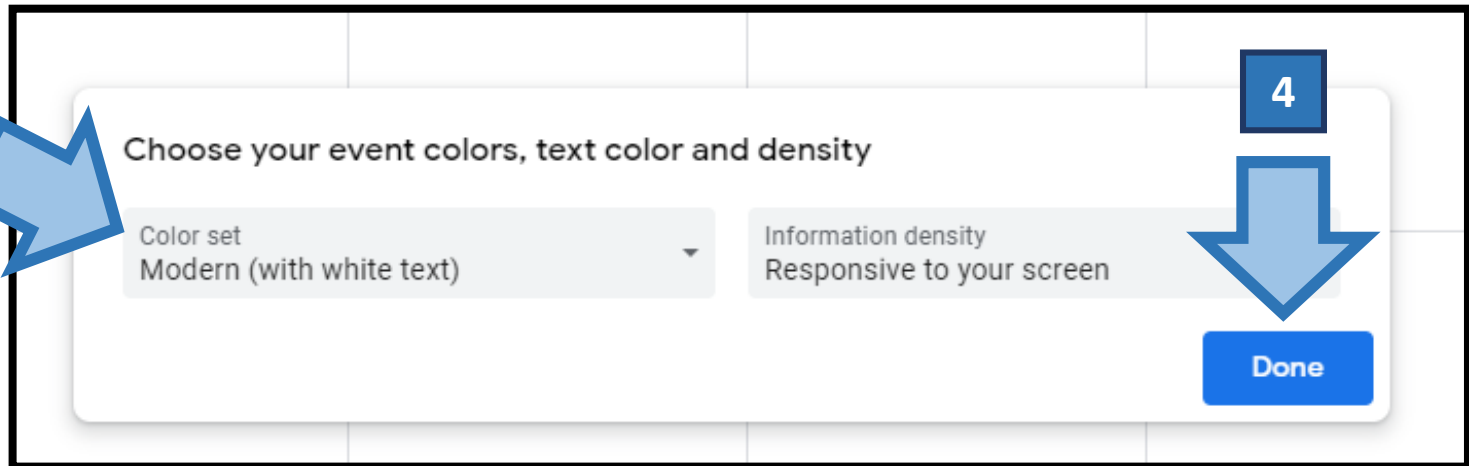 4
Choose your event colors, text color and density
Color set
Modern (with white text)
Information density
Responsive to your screen
Done